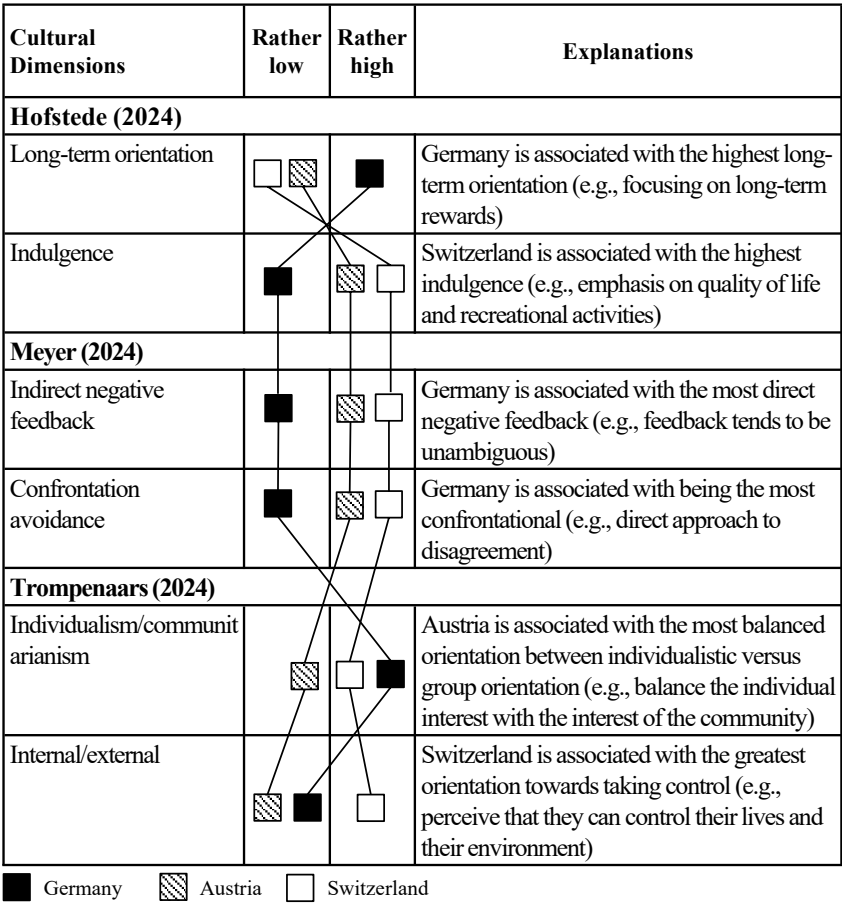 Cultural
Dimensions
Rather
low
Rather
high
Explanations
Hofstede (2024)
Long-term orientation
Germany is associated with the highest long-
term orientation (e.g., focusing on long-term
rewards)
Indulgence
Switzerland is associated with the highest
indulgence (e.g., emphasis on quality of life
and recreational activities)
Meyer (2024)
Indirect negative
feedback
Germany is associated with the most direct
negative feedback (e.g., feedback tends to be
unambiguous)
Confrontation
avoidance
Germany is associated with being the most
confrontational (e.g., direct approach to
disagreement)
Trompenaars (2024)
Individualism/communit
arianism
Austria is associated with the most balanced
orientation between individualistic versus
group orientation (e.g., balance the individual
interest with the interest of the community)
Internal/external
Switzerland is associated with the greatest
orientation towards taking control (e.g.,
perceive that they can control their lives and
their environment)
Germany
Austria
Switzerland